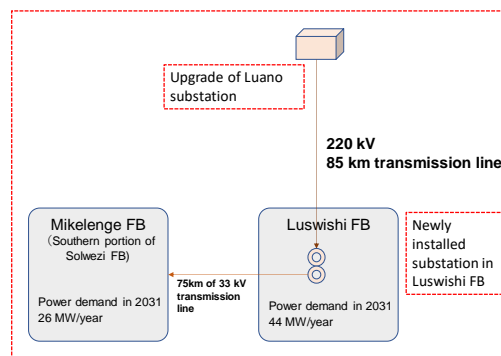 Upgrade of Luano
substation
220 kV
85 km transmission line
Mikelenge FB
（Southern portion of
Solwezi FB)
Power demand in 2031
26 MW/year
75km of 33 kV
transmission
line
Luswishi FB
Power demand in 2031
44 MW/year
Newly
installed
substation in
Luswishi FB